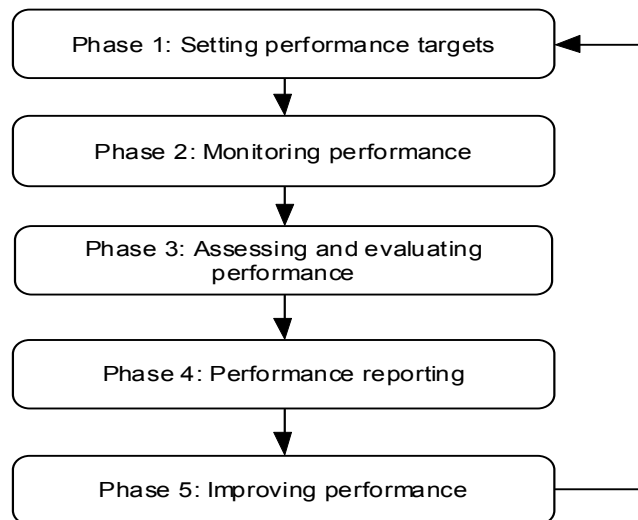 Phase 1: Setting performance targets
Phase 2: Monitoring performance
Phase 3: Assessing and evaluating
performance
Phase 4: Performance reporting
Phase 5: Improving performance